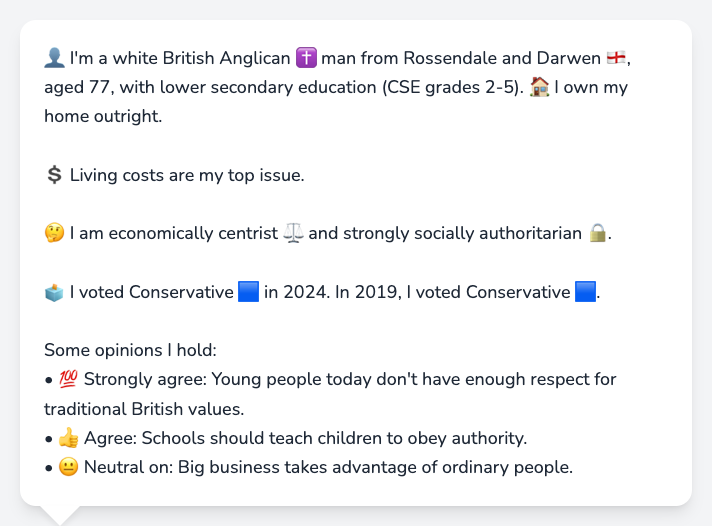 👤 I'm a white British Anglican ✝️ man from Rossendale and Darwen 🏴󠁧󠁢󠁥󠁮󠁧󠁿,
aged 77, with lower secondary education (CSE grades 2-5). 🏠 I own my
home outright.
💲 Living costs are my top issue.
🤔 I am economically centrist ⚖️ and strongly socially authoritarian 🔒.
🗳️ I voted Conservative 🟦 in 2024. In 2019, I voted Conservative 🟦.
Some opinions I hold:
• 💯 Strongly agree: Young people today don't have enough respect for
traditional British values.
• 👍 Agree: Schools should teach children to obey authority.
• 😐 Neutral on: Big business takes advantage of ordinary people.